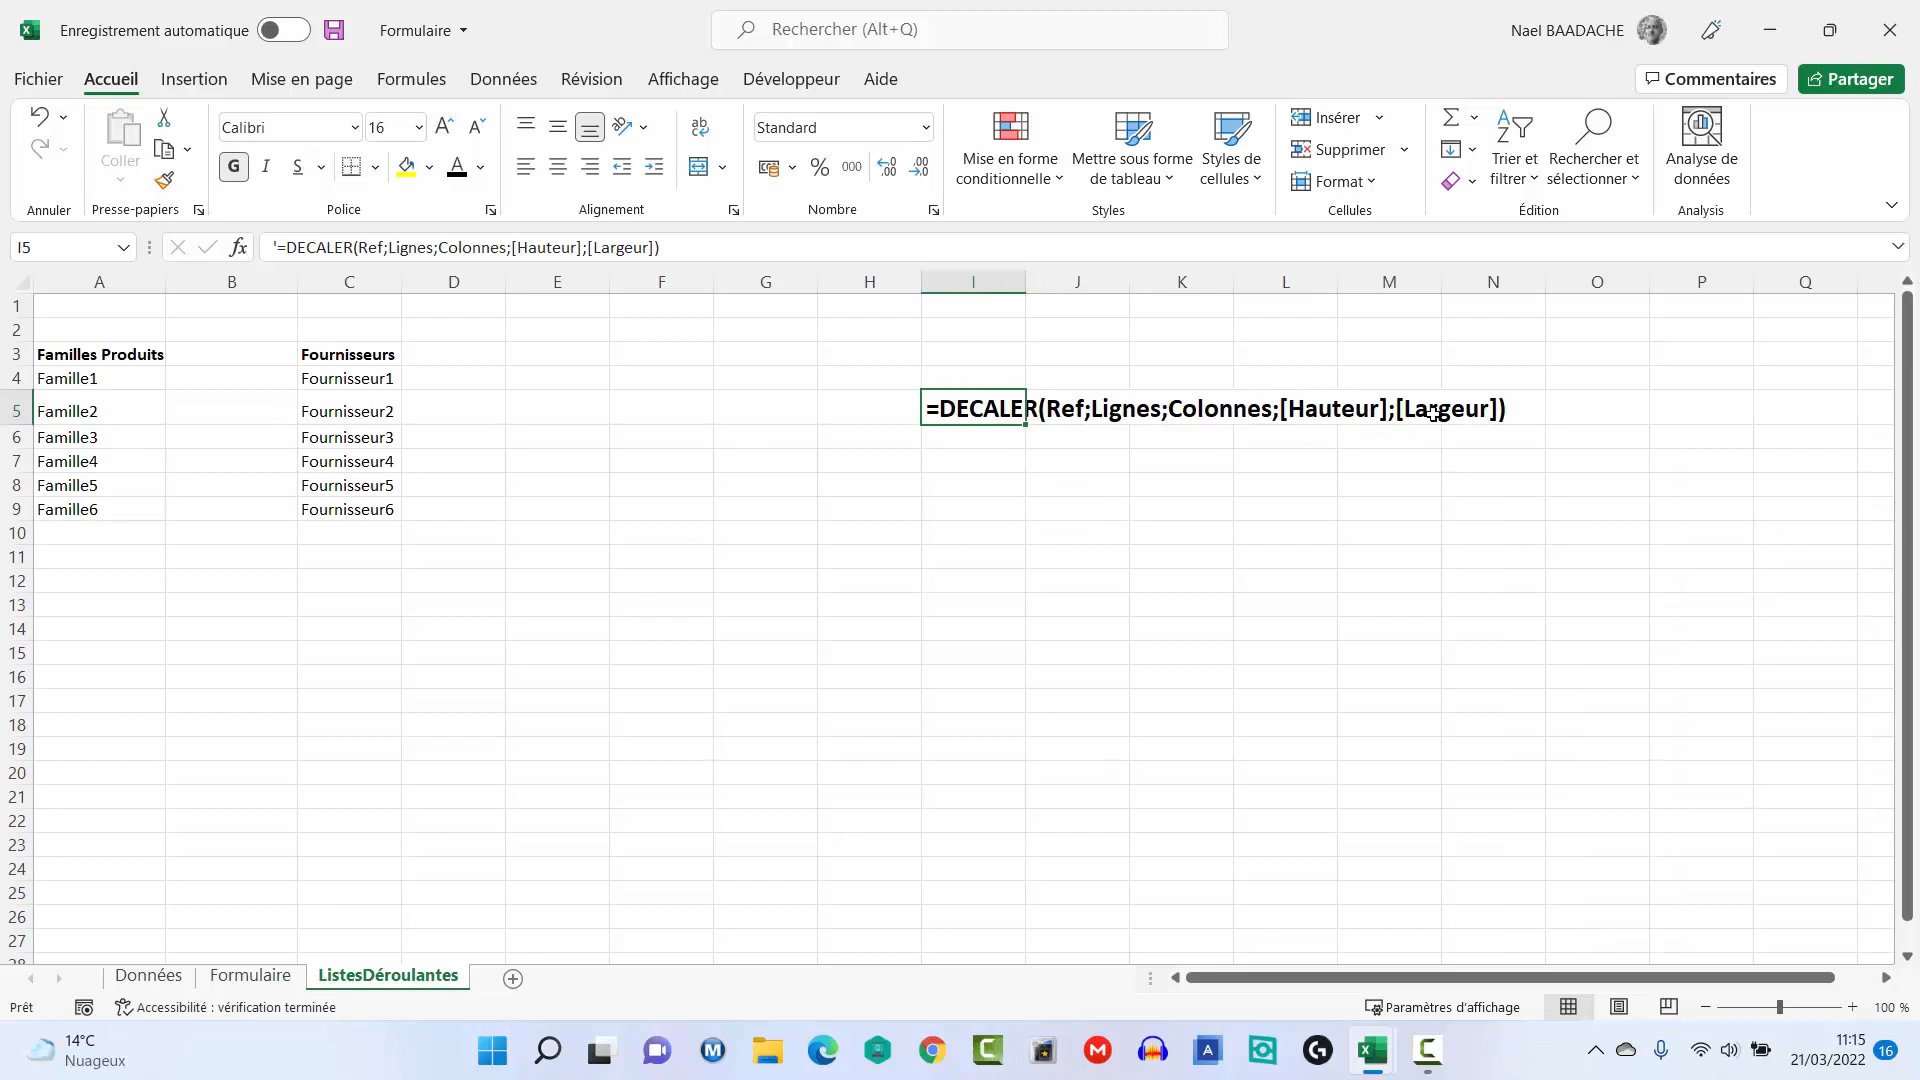 Enregistrement automatique
Formulaire
Rechercher (Alt+Q)
Nael BAADACHE
Fichier Accueil Insertion Mise en page Formules Données Révision Affichage Développeur Aide
Commentaires Partager
Calibri 16
Standard
Insérer
Supprimer
Format
Coller
G I S
% 000
Mise en forme conditionnelle
Mettre sous forme de tableau
Styles de cellules
Trier et filtrer
Rechercher et sélectionner
Analyse de données
Annuler Presse-papiers Police Alignement Nombre Styles Cellules Édition Analysis
I5 fx '=DECALER(Ref;Lignes;Colonnes;[Hauteur];[Largeur])
A B C D E F G H I J K L M N O P Q
1
2
3 Familles Produits Fournisseurs
4 Famille1 Fournisseur1
5 Famille2 Fournisseur2 =DECALER(Ref;Lignes;Colonnes;[Hauteur];[Largeur])
6 Famille3 Fournisseur3
7 Famille4 Fournisseur4
8 Famille5 Fournisseur5
9 Famille6 Fournisseur6
10
11
12
13
14
15
16
17
18
19
20
21
22
23
24
25
26
27
28
Données Formulaire ListesDéroulantes
Prêt Accessibilité : vérification terminée Paramètres d'affichage 100 %
14°C
Nuageux
11:15
21/03/2022
16